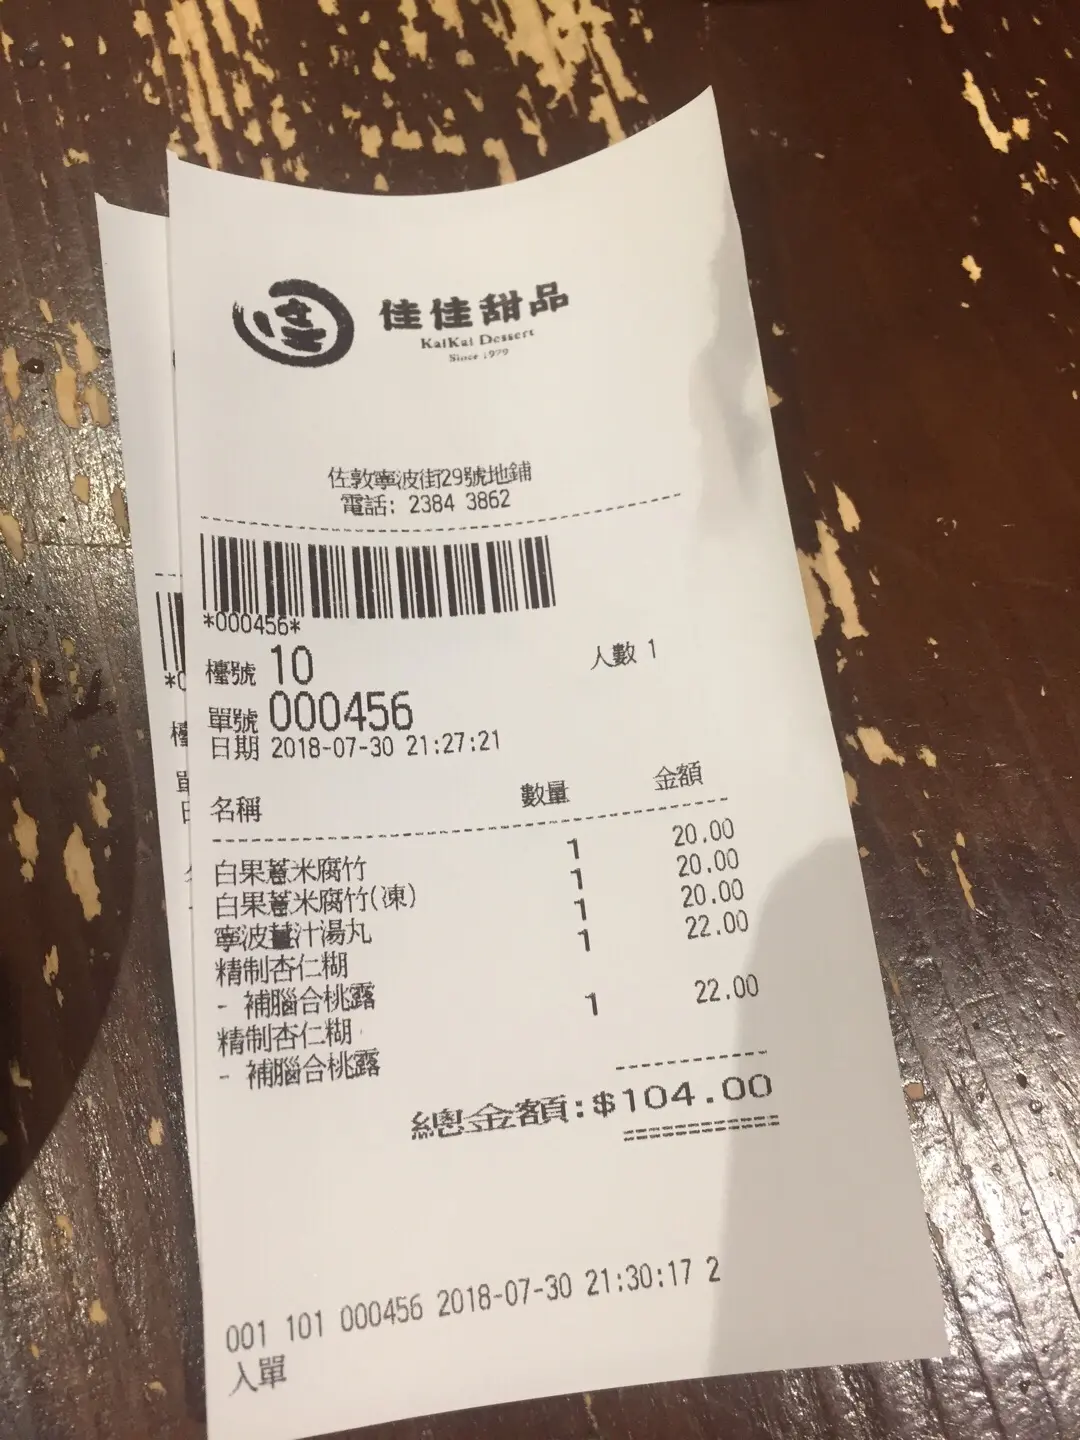 佳佳甜品
KaiKai Dessert
Since 1979
佐敦寧波街29號地鋪
電話: 2384 3862
*000456*
檯號 10 人數 1
單號 000456
日期 2018-07-30 21:27:21
名稱 數量 金額
白果薏米腐竹 1 20.00
白果薏米腐竹(凍) 1 20.00
寧波薑汁湯丸 1 20.00
精制杏仁糊 1 22.00
- 補腦合桃露
精制杏仁糊 1 22.00
- 補腦合桃露
總金額:$104.00
001 101 000456 2018-07-30 21:30:17 2
入單
*0
檯
單
日